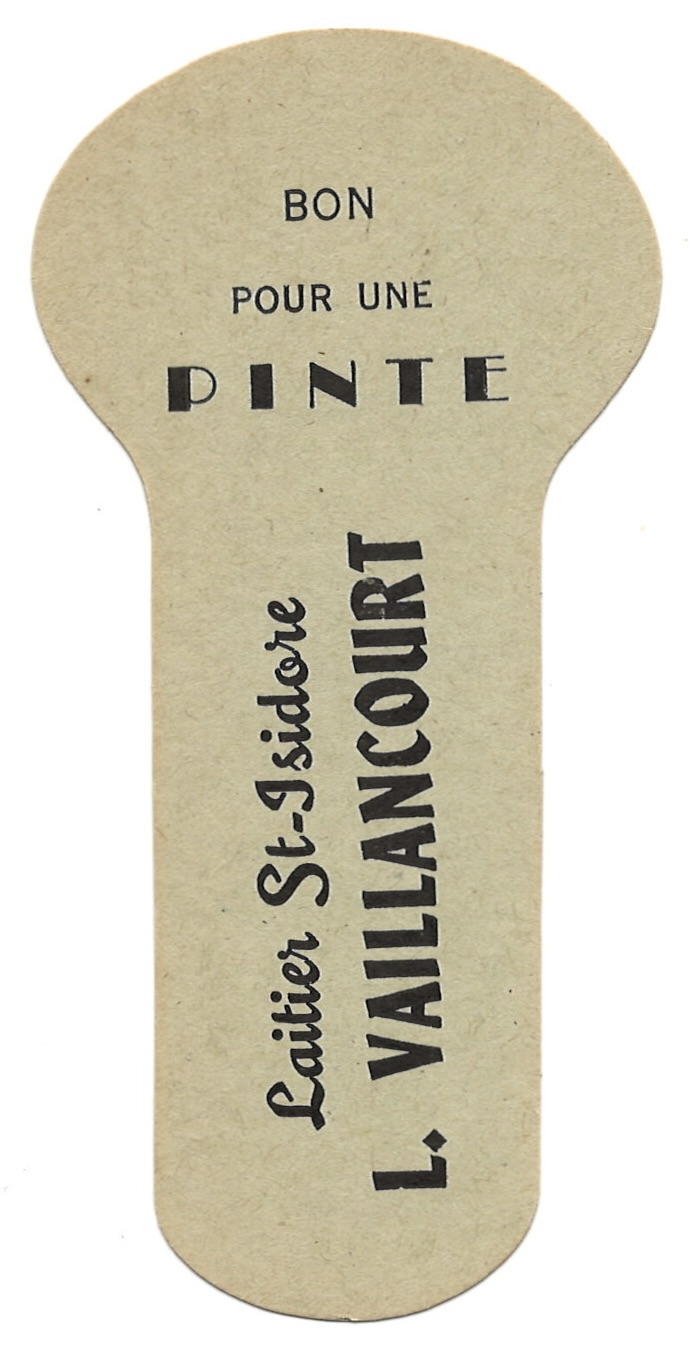 BON
POUR UNE
PINTE
Laitier St-Isidore
L. VAILLANCOURT